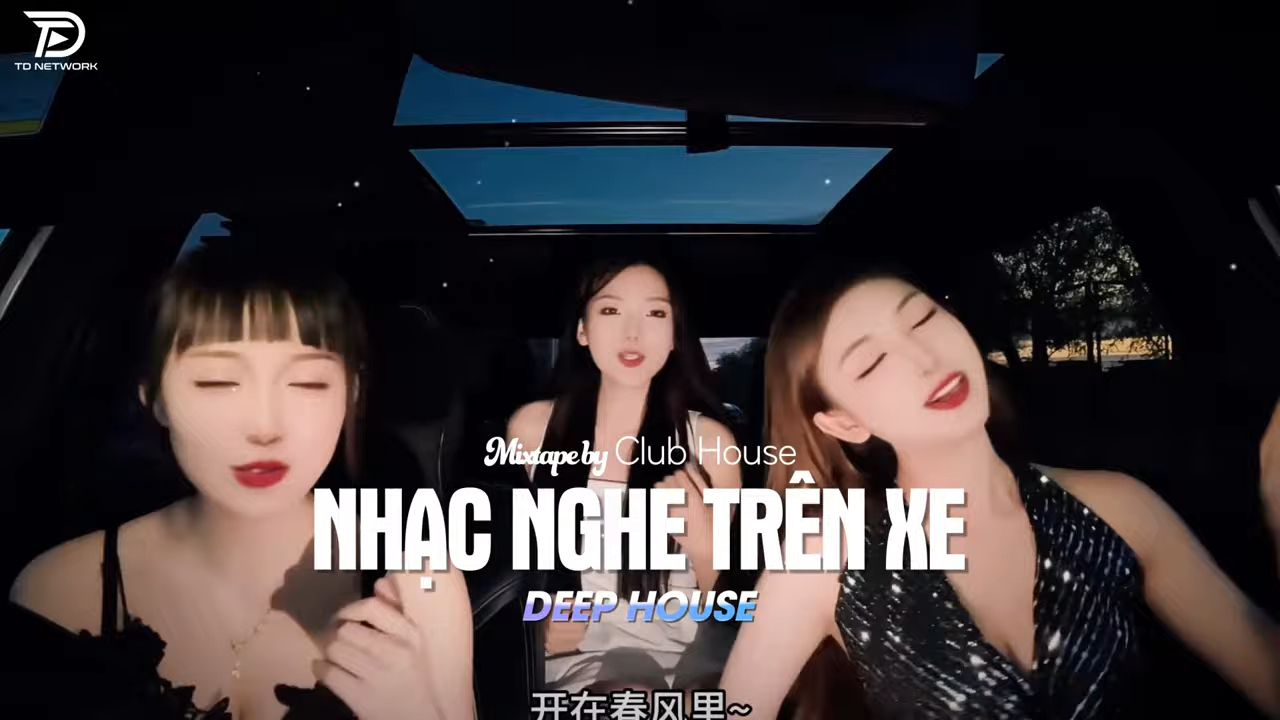 TD NETWORK
Mixtape by Club House
NHẠC NGHE TRÊN XE
DEEP HOUSE
开在春风里~